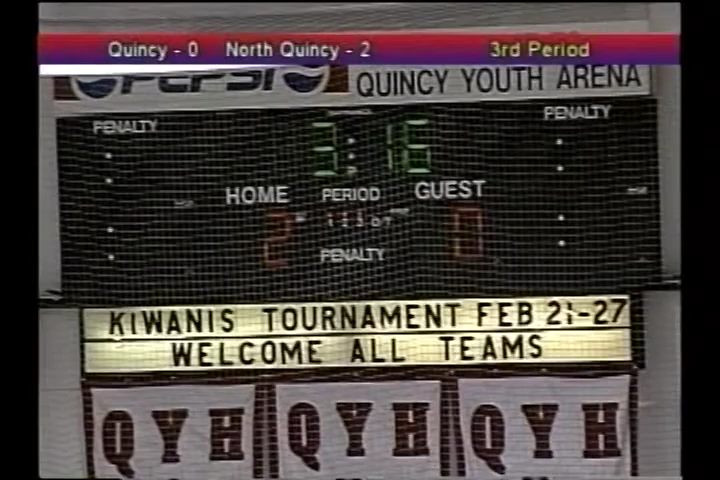 Quincy - 0 North Quincy - 2 3rd Period
PEPSI QUINCY YOUTH ARENA
PENALTY PENALTY
3:16
HOME PERIOD GUEST
2 0
PENALTY
KIWANIS TOURNAMENT FEB 21-27
WELCOME ALL TEAMS
QYH QYH QYH